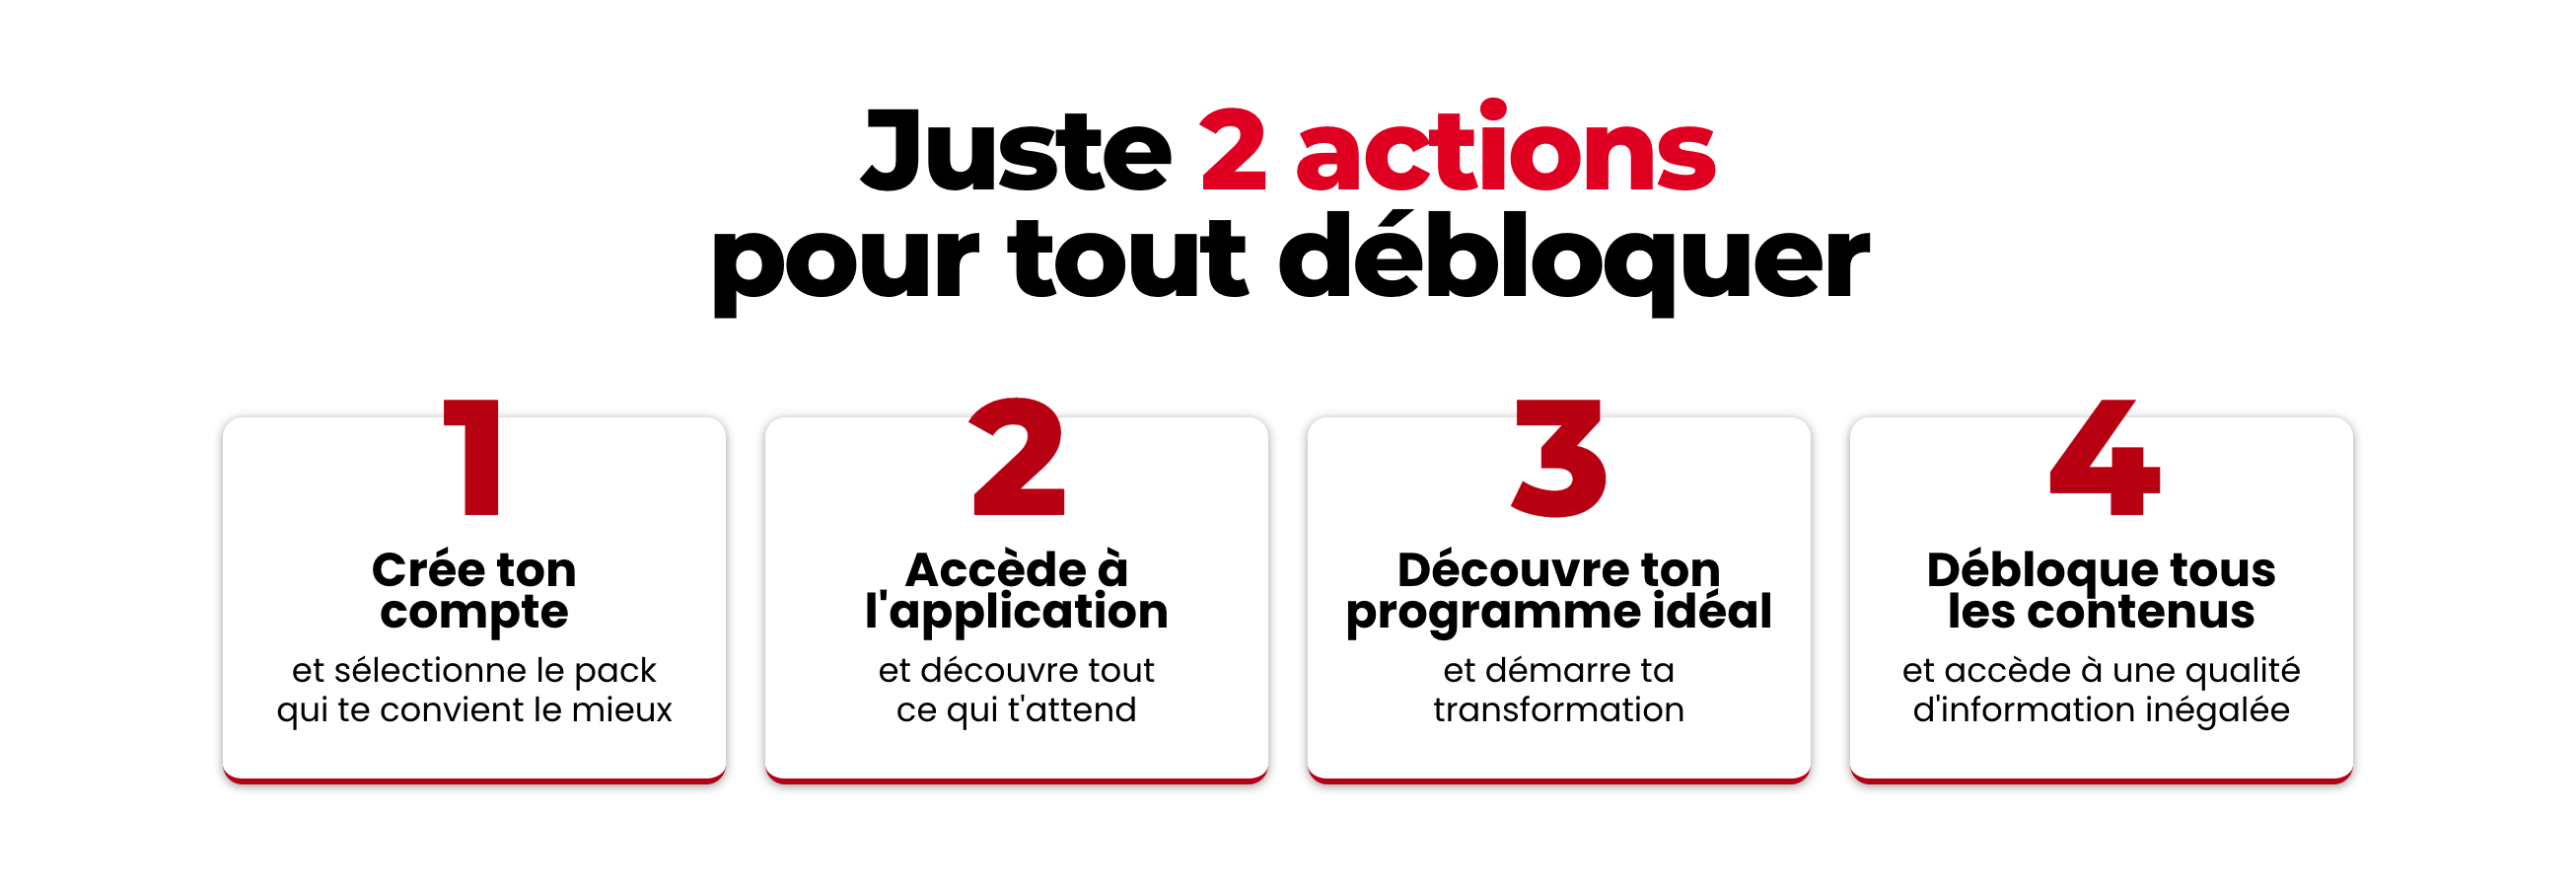 Juste 2 actions
pour tout débloquer
1
Crée ton
compte
et sélectionne le pack
qui te convient le mieux
2
Accède à
l'application
et découvre tout
ce qui t'attend
3
Découvre ton
programme idéal
et démarre ta
transformation
4
Débloque tous
les contenus
et accède à une qualité
d'information inégalée